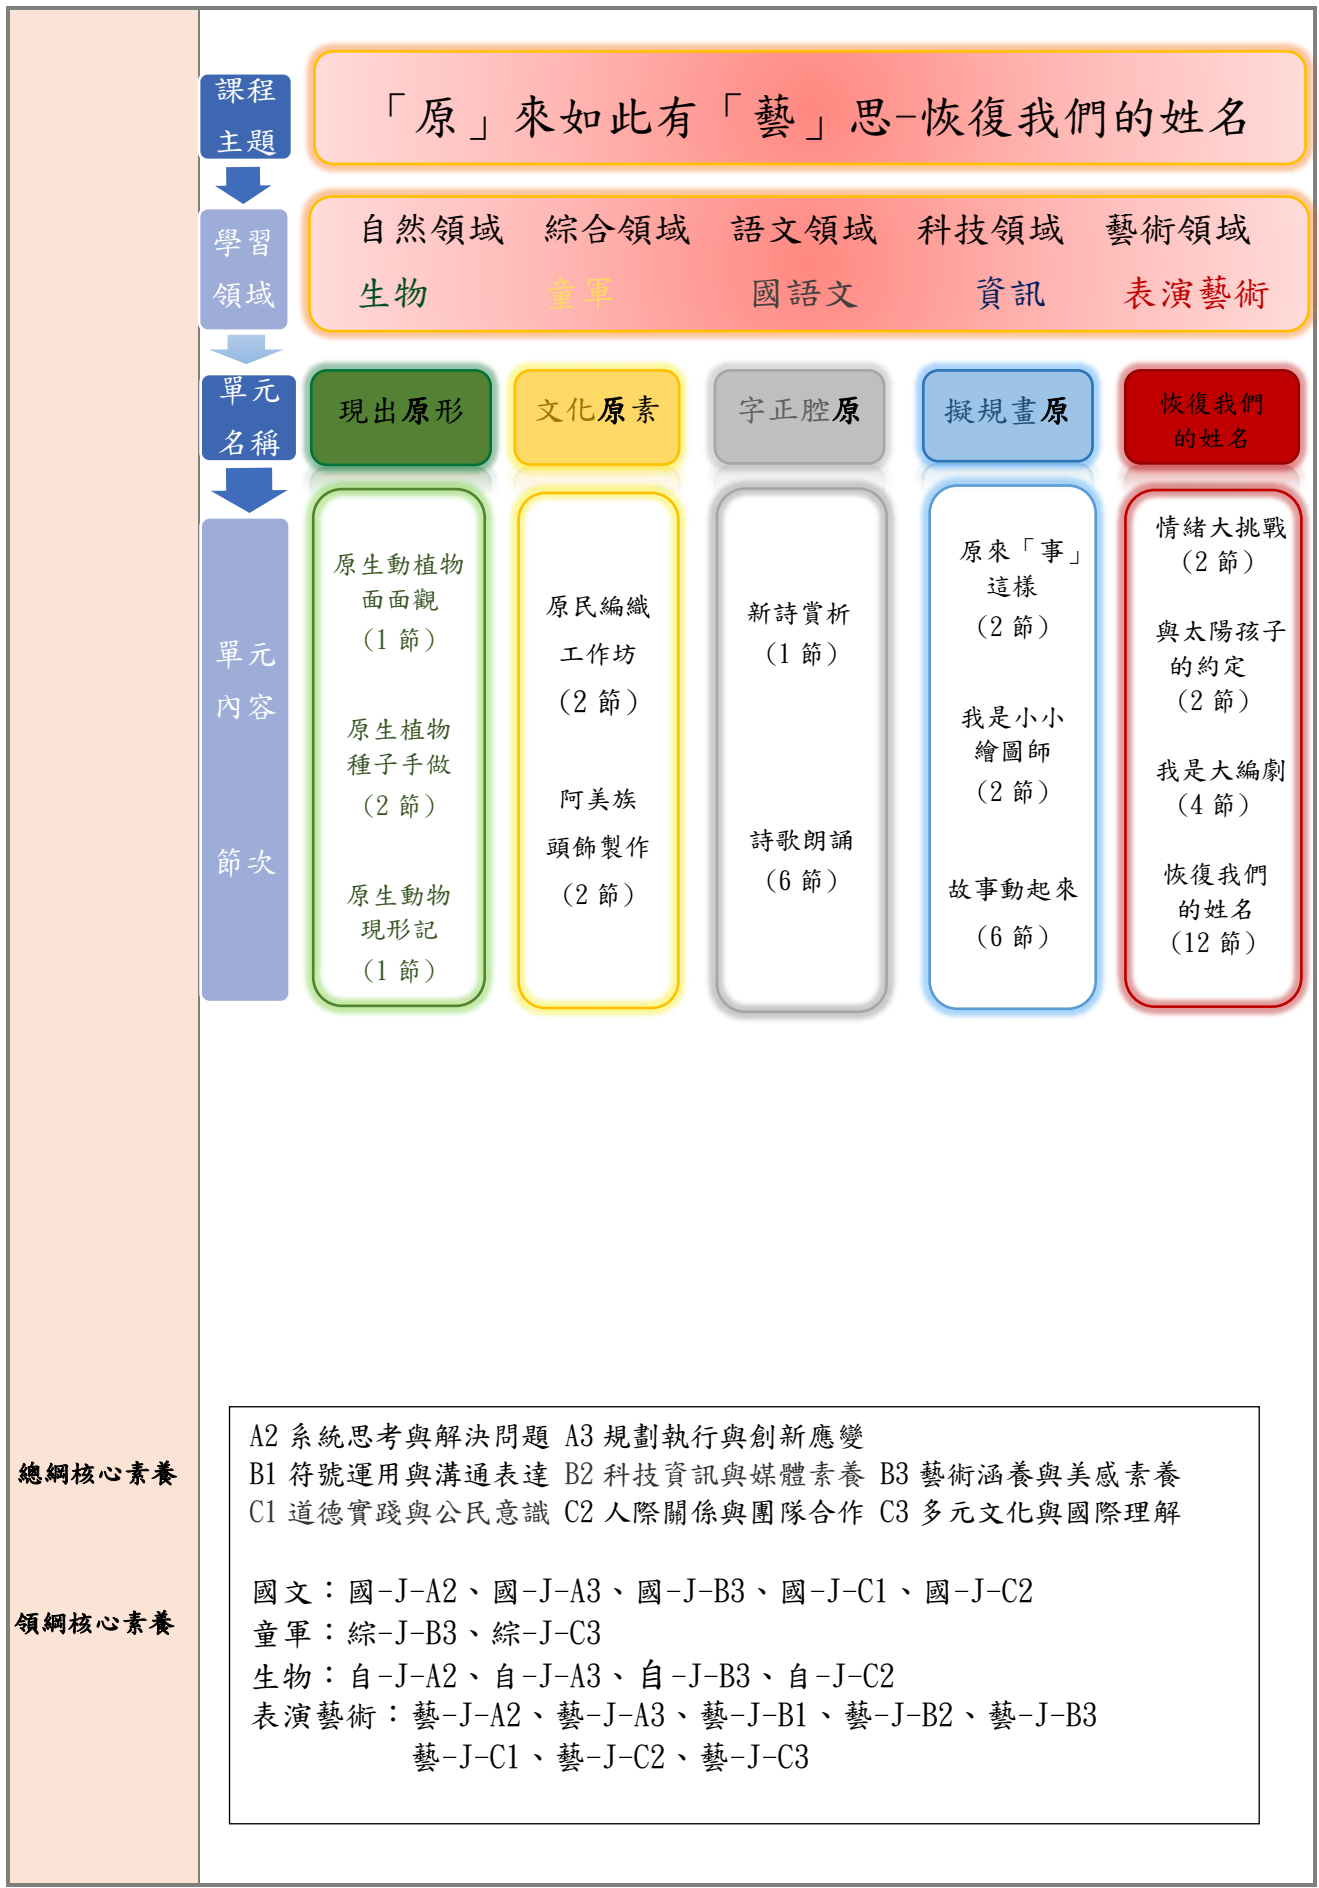 課程
主題
「原」來如此有「藝」思-恢復我們的姓名
學習
領域
自然領域 綜合領域 語文領域 科技領域 藝術領域
生物 童軍 國語文 資訊 表演藝術
單元
名稱
現出原形
文化原素
字正腔原
擬規畫原
恢復我們
的姓名
單元
內容
節次
原生動植物
面面觀
(1 節)
原生植物
種子手做
(2 節)
原生動物
現形記
(1 節)
原民編織
工作坊
(2 節)
阿美族
頭飾製作
(2 節)
新詩賞析
(1 節)
詩歌朗誦
(6 節)
原來「事」
這樣
(2 節)
我是小小
繪圖師
(2 節)
故事動起來
(6 節)
情緒大挑戰
(2 節)
與太陽孩子
的約定
(2 節)
我是大編劇
(4 節)
恢復我們
的姓名
(12 節)
總綱核心素養
A2 系統思考與解決問題 A3 規劃執行與創新應變
B1 符號運用與溝通表達 B2 科技資訊與媒體素養 B3 藝術涵養與美感素養
C1 道德實踐與公民意識 C2 人際關係與團隊合作 C3 多元文化與國際理解
領綱核心素養
國文：國-J-A2、國-J-A3、國-J-B3、國-J-C1、國-J-C2
童軍：綜-J-B3、綜-J-C3
生物：自-J-A2、自-J-A3、自-J-B3、自-J-C2
表演藝術：藝-J-A2、藝-J-A3、藝-J-B1、藝-J-B2、藝-J-B3
藝-J-C1、藝-J-C2、藝-J-C3